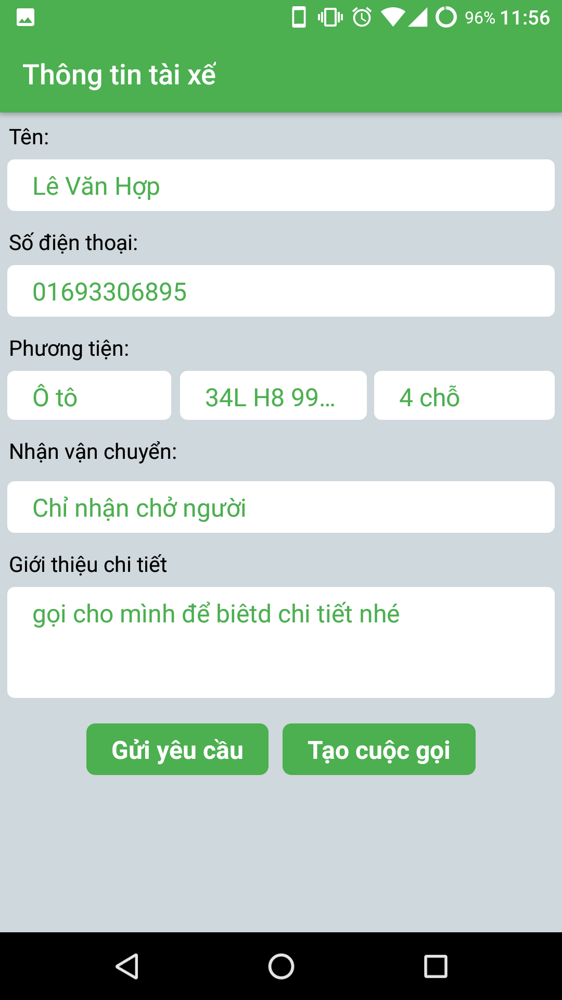 96% 11:56
Thông tin tài xế
Tên:
Lê Văn Hợp
Số điện thoại:
01693306895
Phương tiện:
Ô tô 34L H8 99... 4 chỗ
Nhận vận chuyển:
Chỉ nhận chở người
Giới thiệu chi tiết
gọi cho mình để biêtd chi tiết nhé
Gửi yêu cầu Tạo cuộc gọi